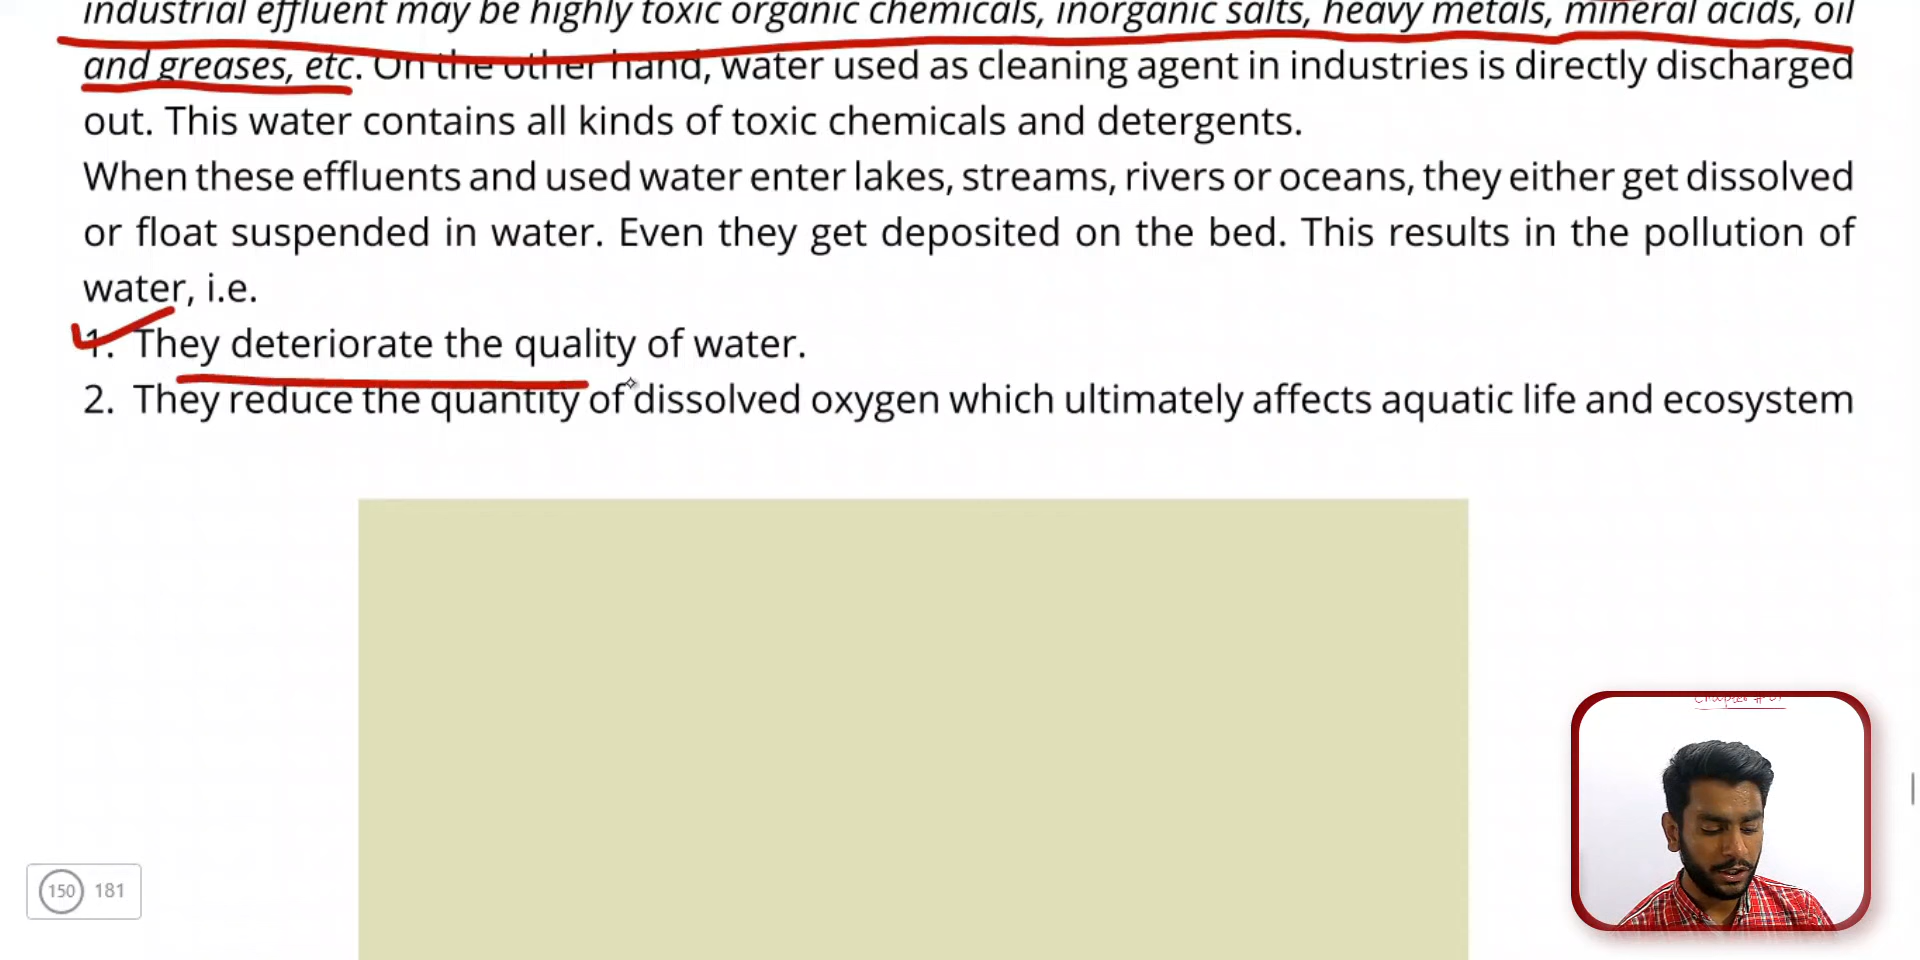 industrial effluent may be highly toxic organic chemicals, inorganic salts, heavy metals, mineral acids, oil
and greases, etc. On the other hand, water used as cleaning agent in industries is directly discharged
out. This water contains all kinds of toxic chemicals and detergents.
When these effluents and used water enter lakes, streams, rivers or oceans, they either get dissolved
or float suspended in water. Even they get deposited on the bed. This results in the pollution of
water, i.e.
1. They deteriorate the quality of water.
2. They reduce the quantity of dissolved oxygen which ultimately affects aquatic life and ecosystem
150 181